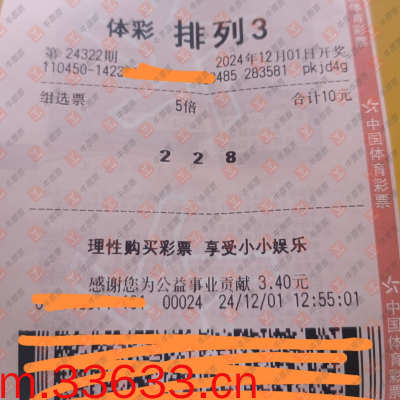 体彩 排列3
第 24322期 2024年12月01日开奖
110450-1423 485 283581 pkjd4g
组选票 5倍 合计10元
2 2 8
理性购买彩票 享受小小娱乐
感谢您为公益事业贡献 3.40元
00024 24/12/01 12:55:01
中国体育彩票
m.33633.cn